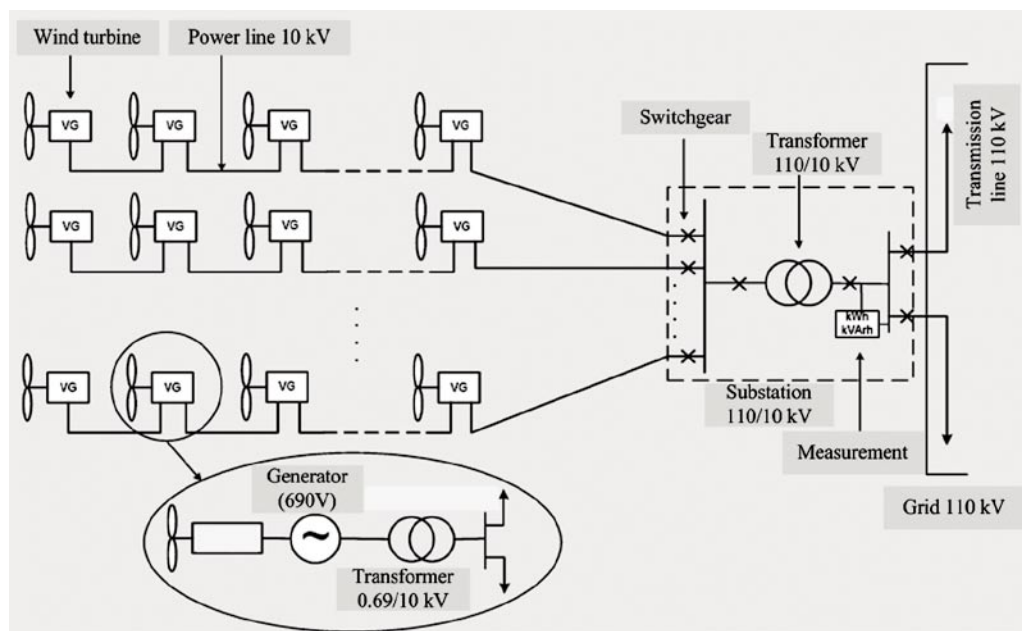 Wind turbine
Power line 10 kV
VG
VG
VG
VG
VG
VG
VG
VG
VG
VG
VG
VG
Switchgear
Transformer
110/10 kV
Transmission
line 110 kV
kWh
kVArh
Substation
110/10 kV
Measurement
Grid 110 kV
Generator
(690V)
~
Transformer
0.69/10 kV